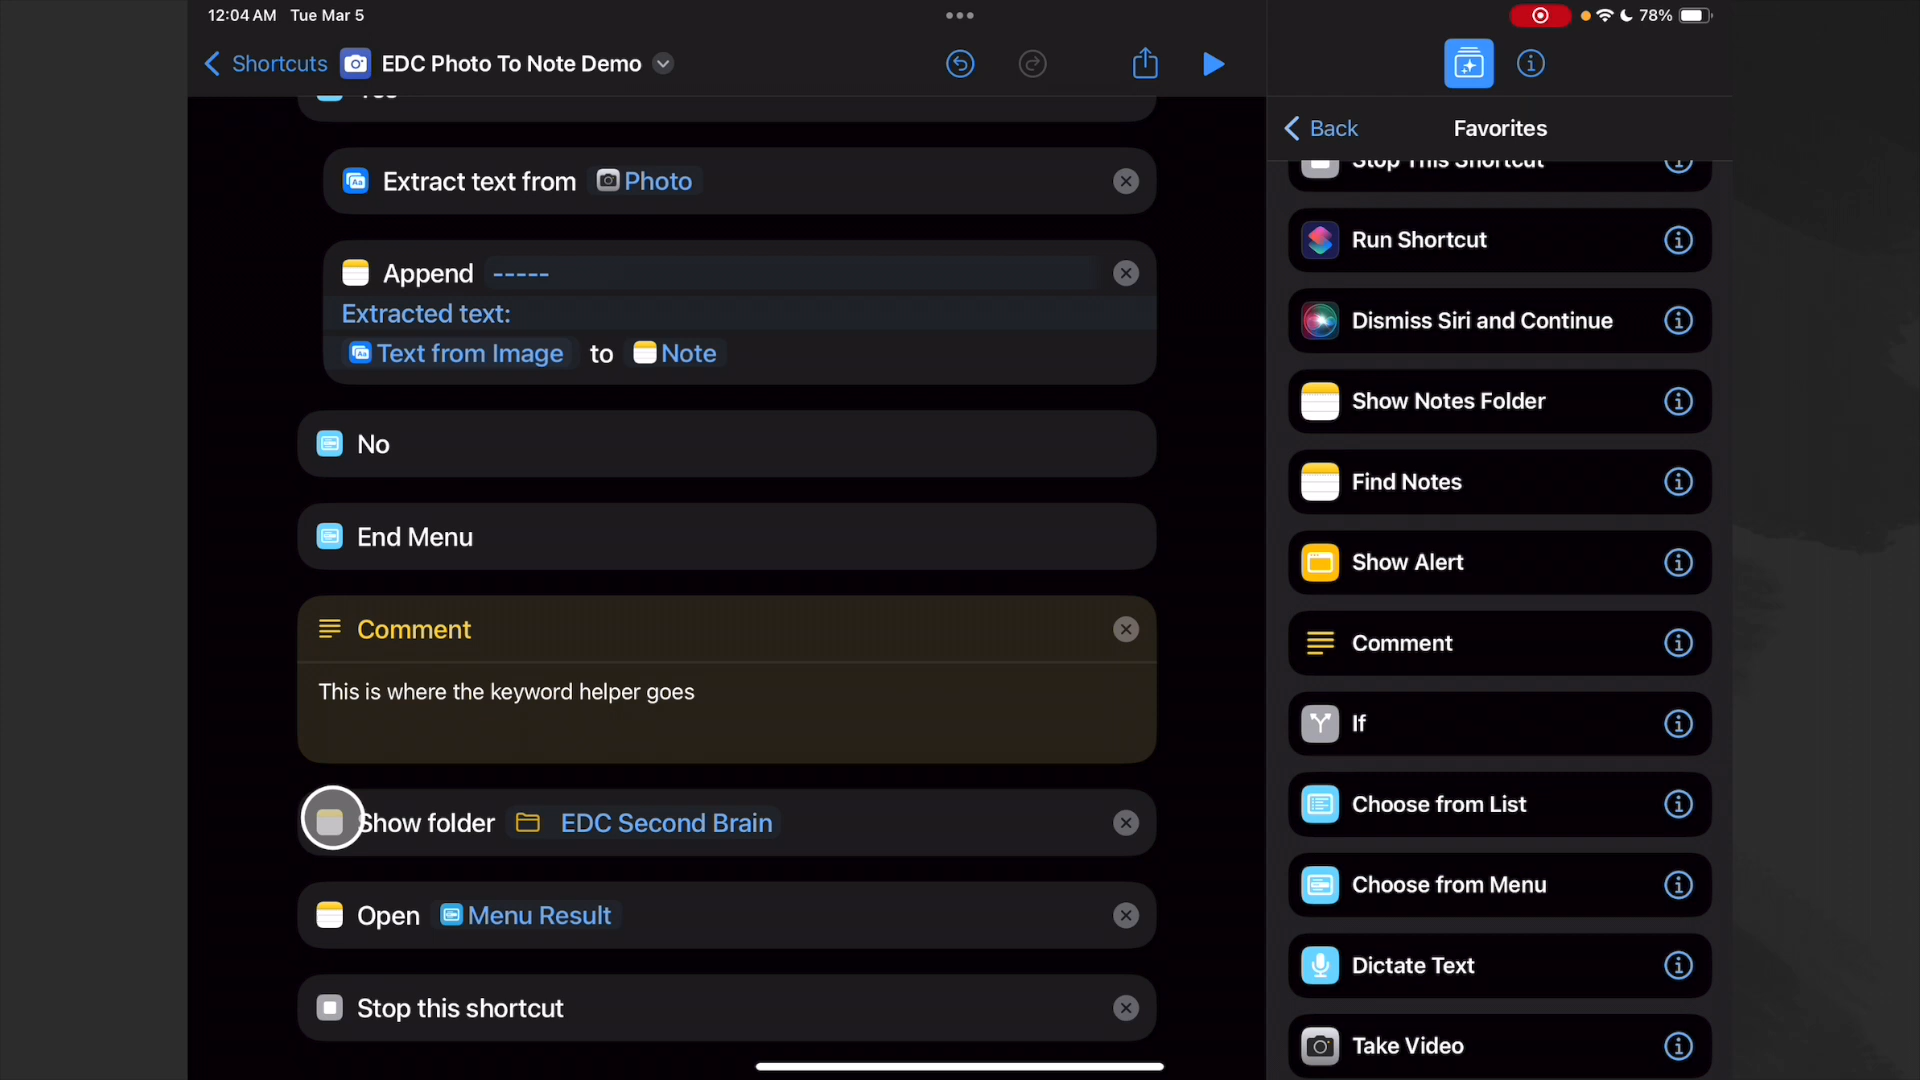 12:04 AM Tue Mar 5
78%
Shortcuts
EDC Photo To Note Demo
Extract text from Photo
Append -----
Extracted text:
Text from Image to Note
No
End Menu
Comment
This is where the keyword helper goes
Show folder EDC Second Brain
Open Menu Result
Stop this shortcut
Back
Favorites
Stop This Shortcut
Run Shortcut
Dismiss Siri and Continue
Show Notes Folder
Find Notes
Show Alert
Comment
If
Choose from List
Choose from Menu
Dictate Text
Take Video